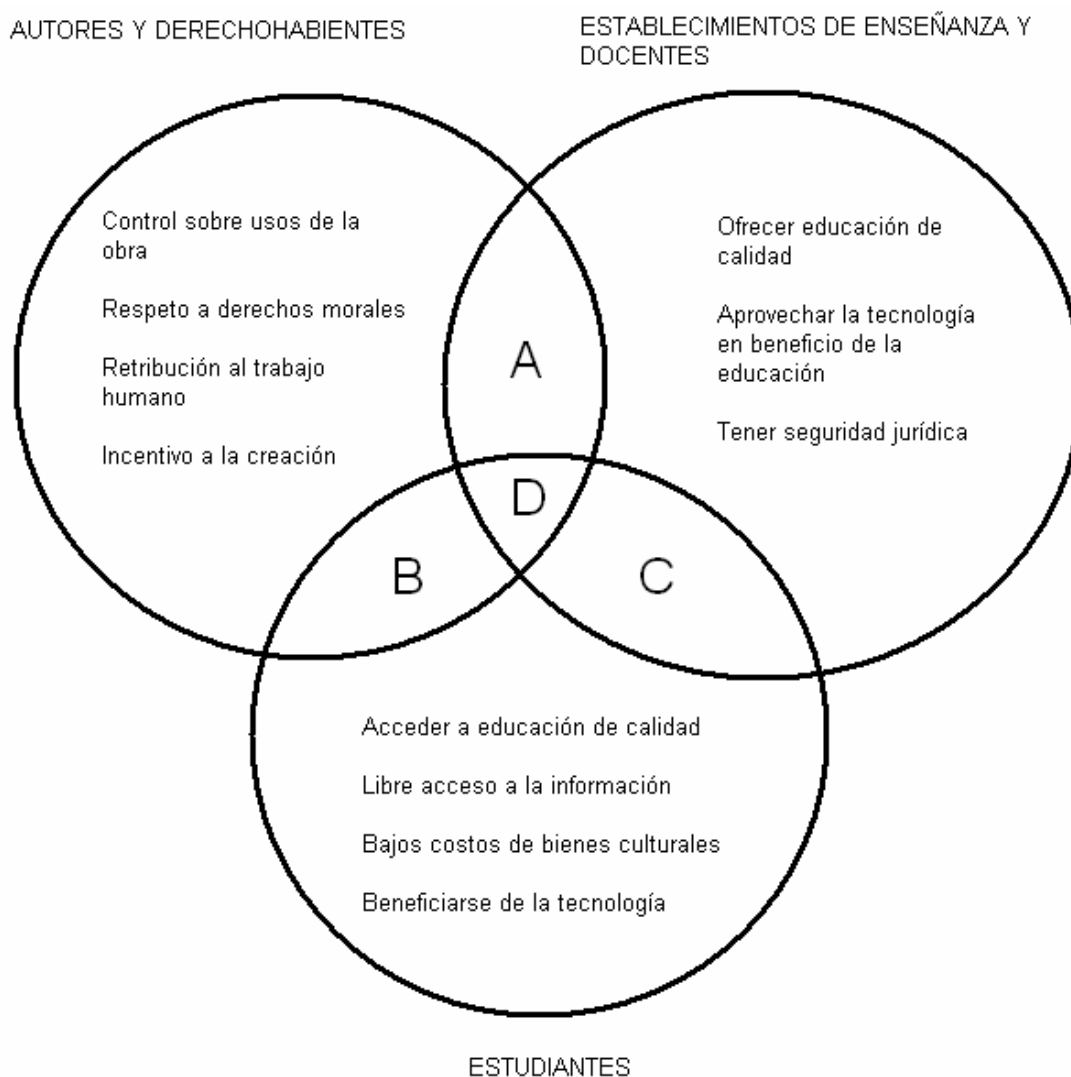 AUTORES Y DERECHOHABIENTES
ESTABLECIMIENTOS DE ENSEÑANZA Y
DOCENTES
Control sobre usos de la
obra
Respeto a derechos morales
Retribución al trabajo
humano
Incentivo a la creación
Ofrecer educación de
calidad
Aprovechar la tecnología
en beneficio de la
educación
Tener seguridad jurídica
A
D
B
C
Acceder a educación de calidad
Libre acceso a la información
Bajos costos de bienes culturales
Beneficiarse de la tecnología
ESTUDIANTES